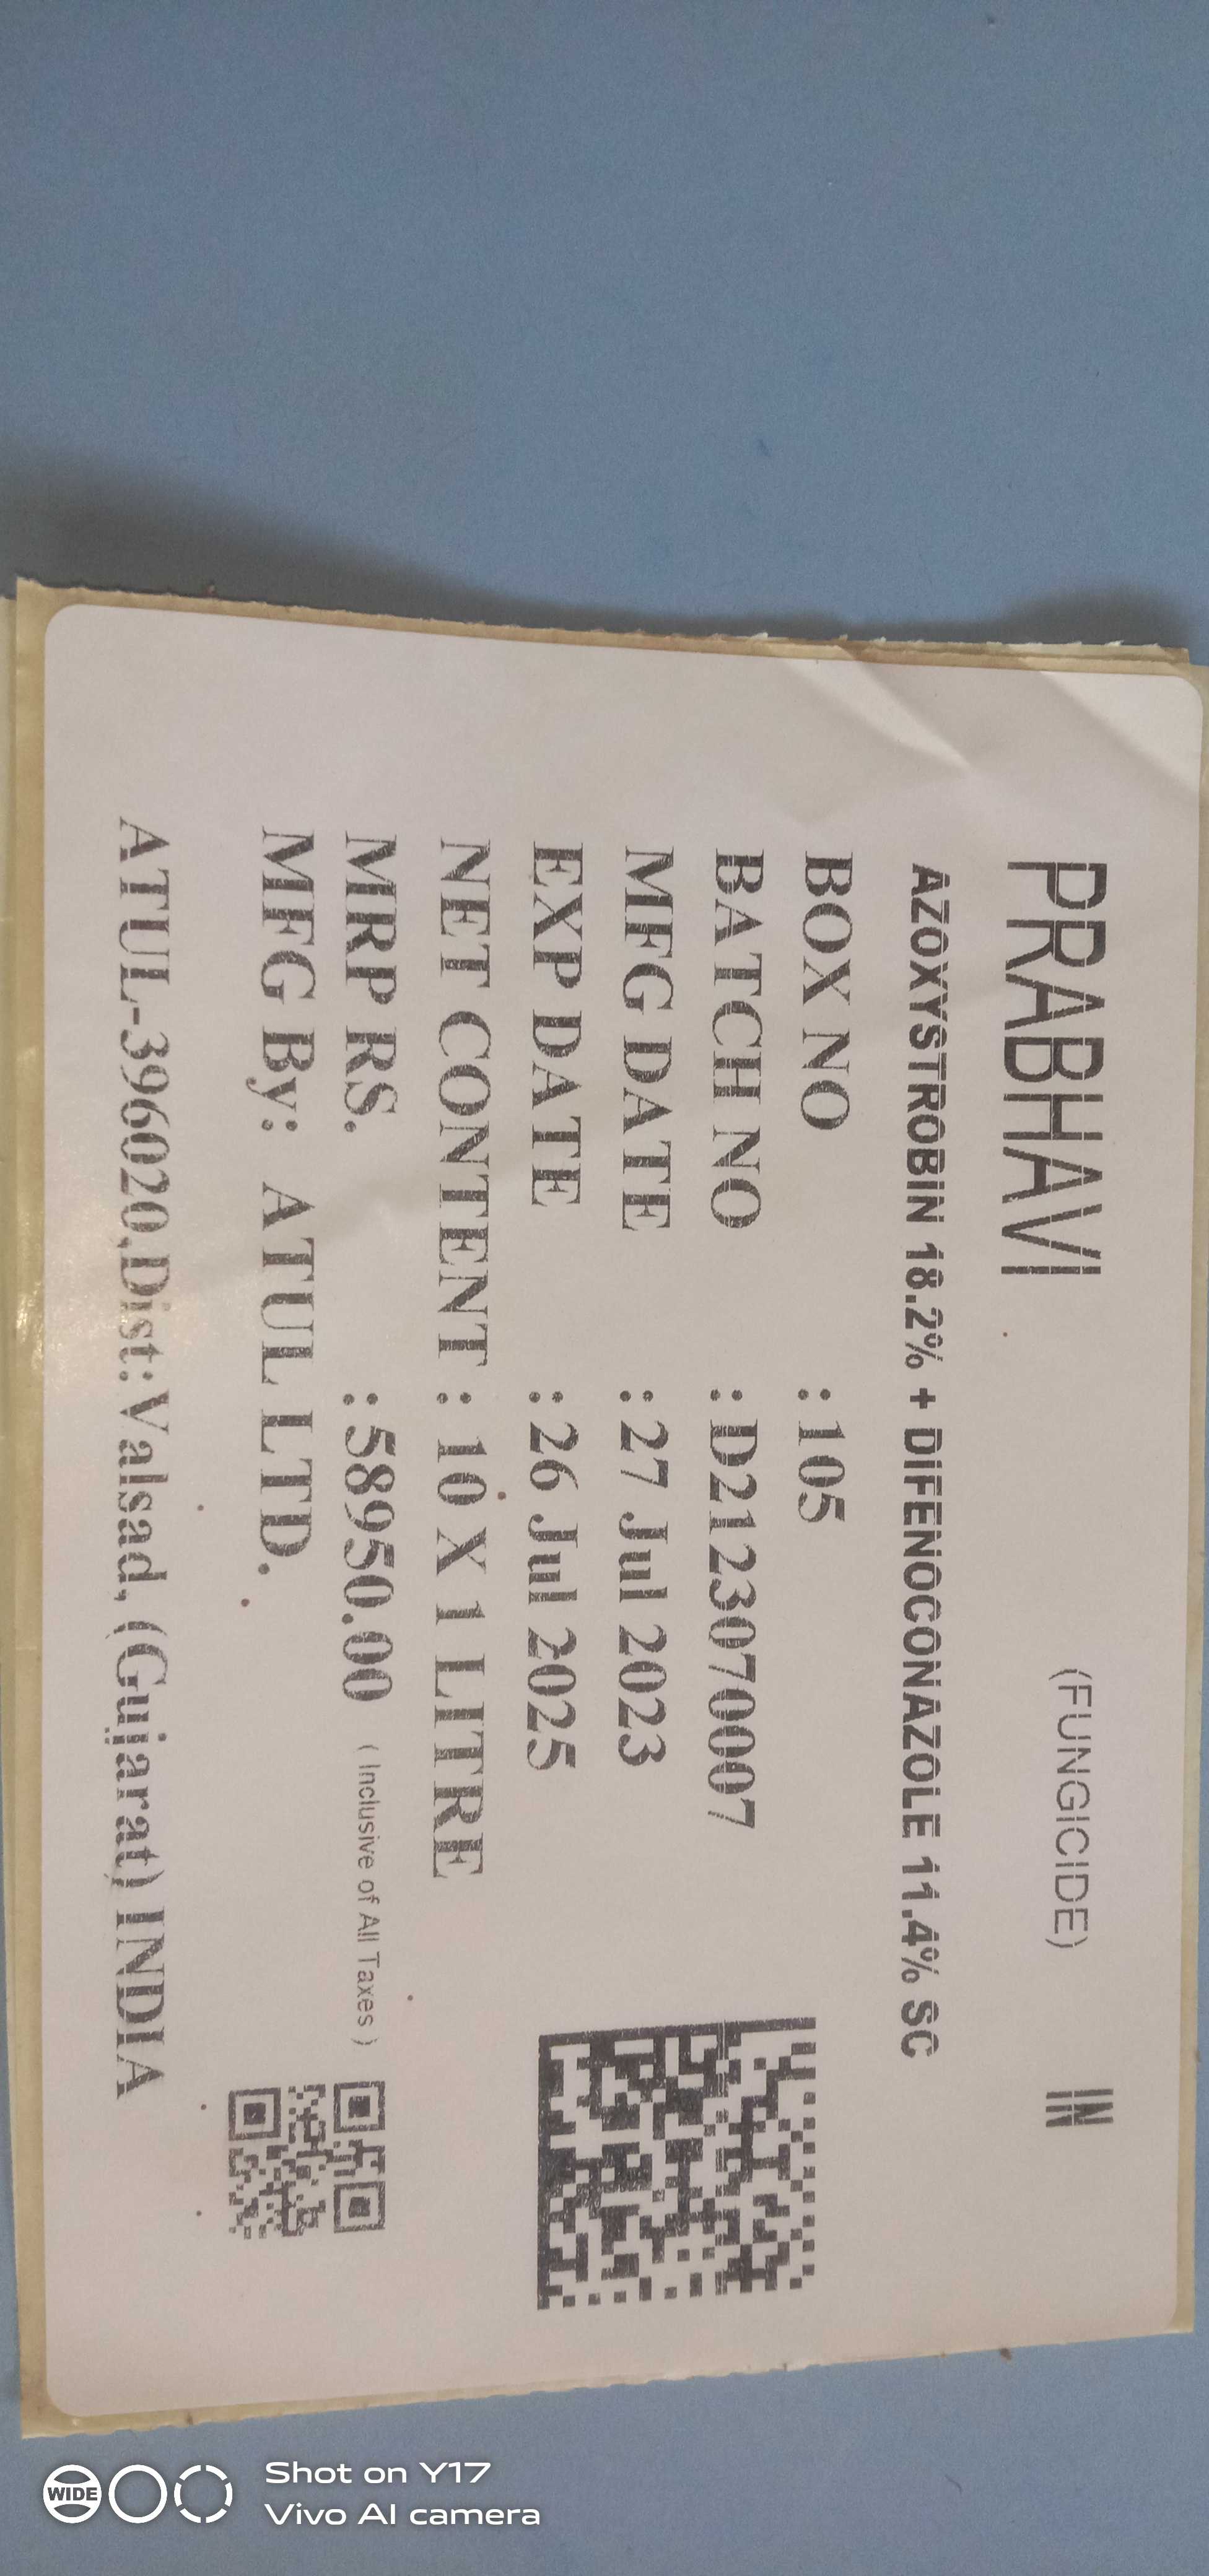 PRABHAVI (FUNGICIDE) IN
AZOXYSTROBIN 18.2% + DIFENOCONAZOLE 11.4% SC
BOX NO :105
BATCH NO :D2123070007
MFG DATE :27 Jul 2023
EXP DATE :26 Jul 2025
NET CONTENT : 10 X 1 LITRE
MRP RS. :58950.00 ( Inclusive of All Taxes )
MFG By: ATUL LTD.
ATUL-396020,Dist:Valsad, (Gujarat) INDIA
WIDE
Shot on Y17
Vivo AI camera